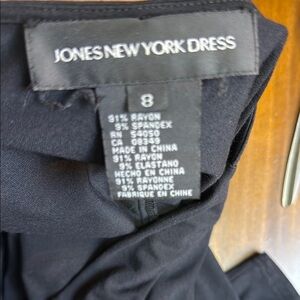 JONES NEW YORK DRESS
8
91% RAYON
9% SPANDEX
RN 54050
CA 08349
MADE IN CHINA
91% RAYON
9% ELASTANO
HECHO EN CHINA
91% RAYONNE
9% SPANDEX
FABRIQUE EN CHINE